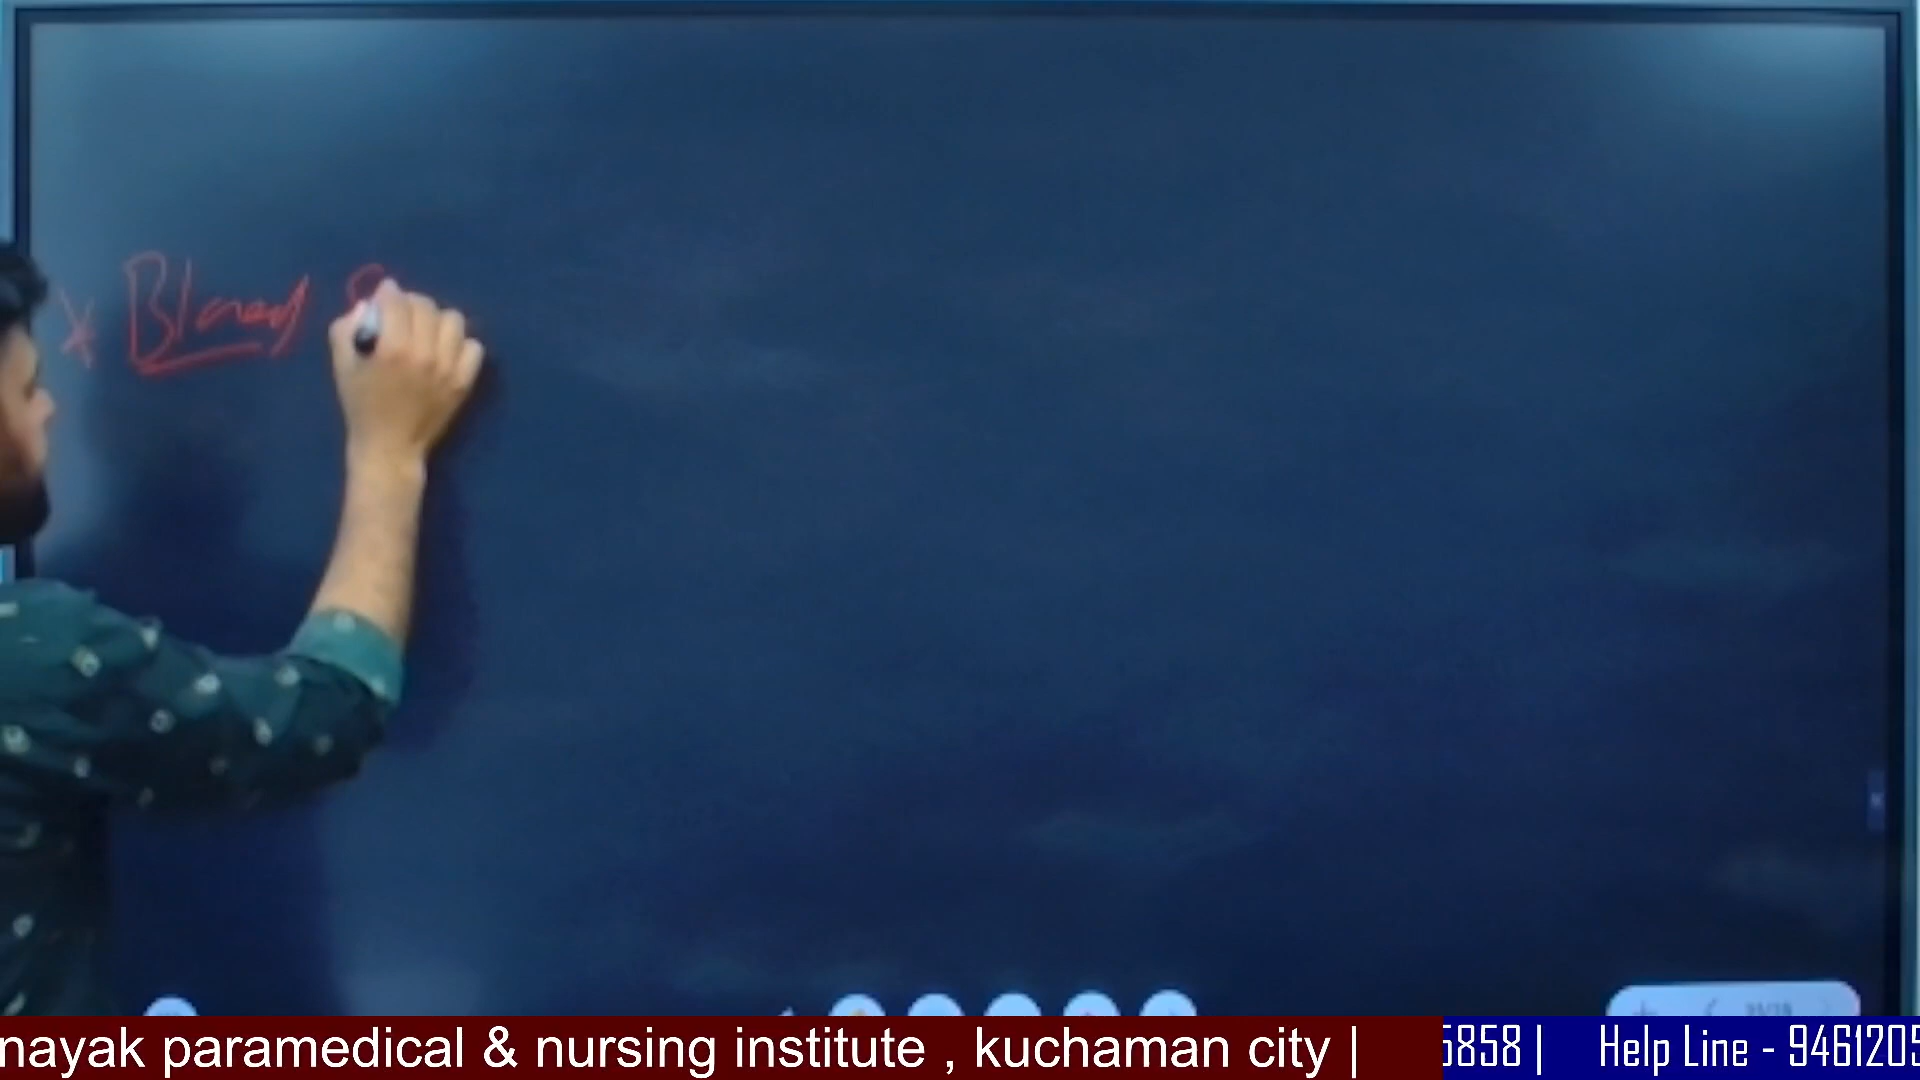 * Blood
nayak paramedical & nursing institute , kuchaman city |
5858 | Help Line - 9461205